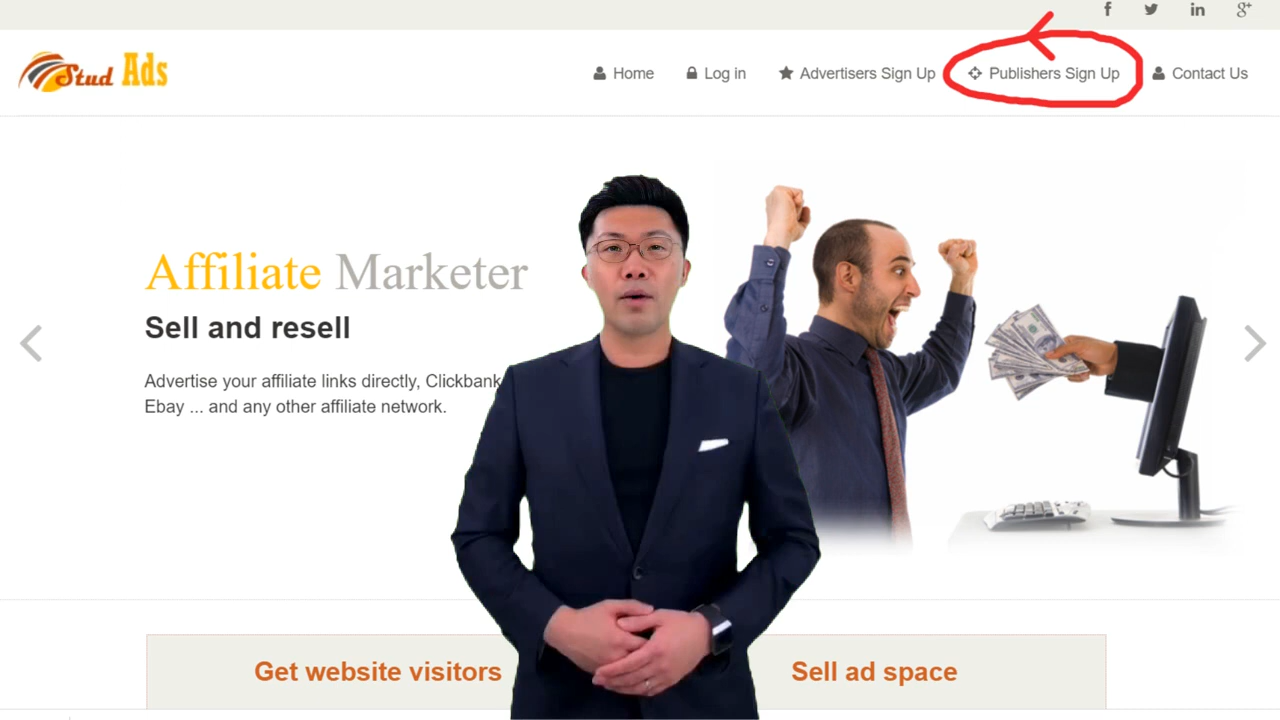 Stud Ads
Home Log in Advertisers Sign Up Publishers Sign Up Contact Us
Affiliate Marketer
Sell and resell
Advertise your affiliate links directly, Clickbank
Ebay ... and any other affiliate network.
Get website visitors Sell ad space